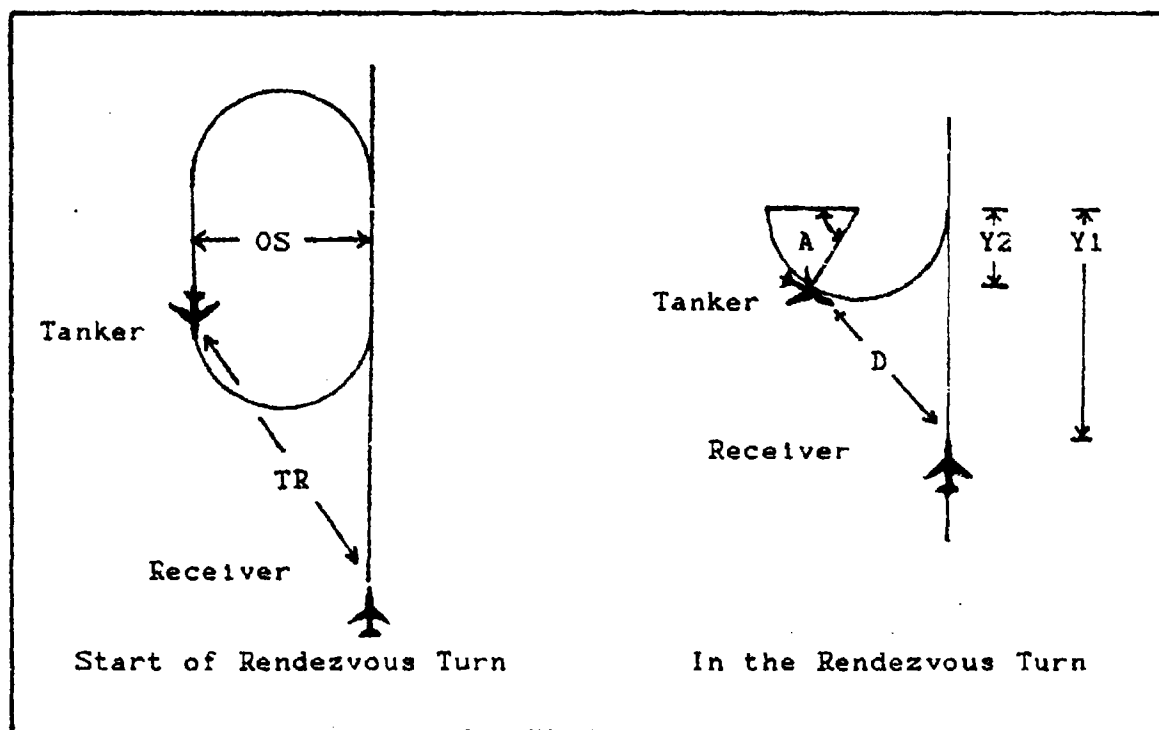 OS
Tanker
TR
Receiver
Start of Rendezvous Turn
A
Y2
Y1
Tanker
D
Receiver
In the Rendezvous Turn